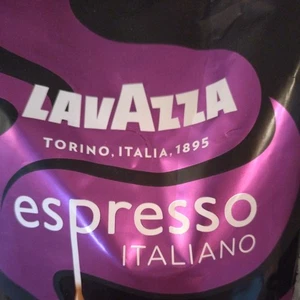 LAVAZZA
TORINO, ITALIA, 1895
espresso
ITALIANO